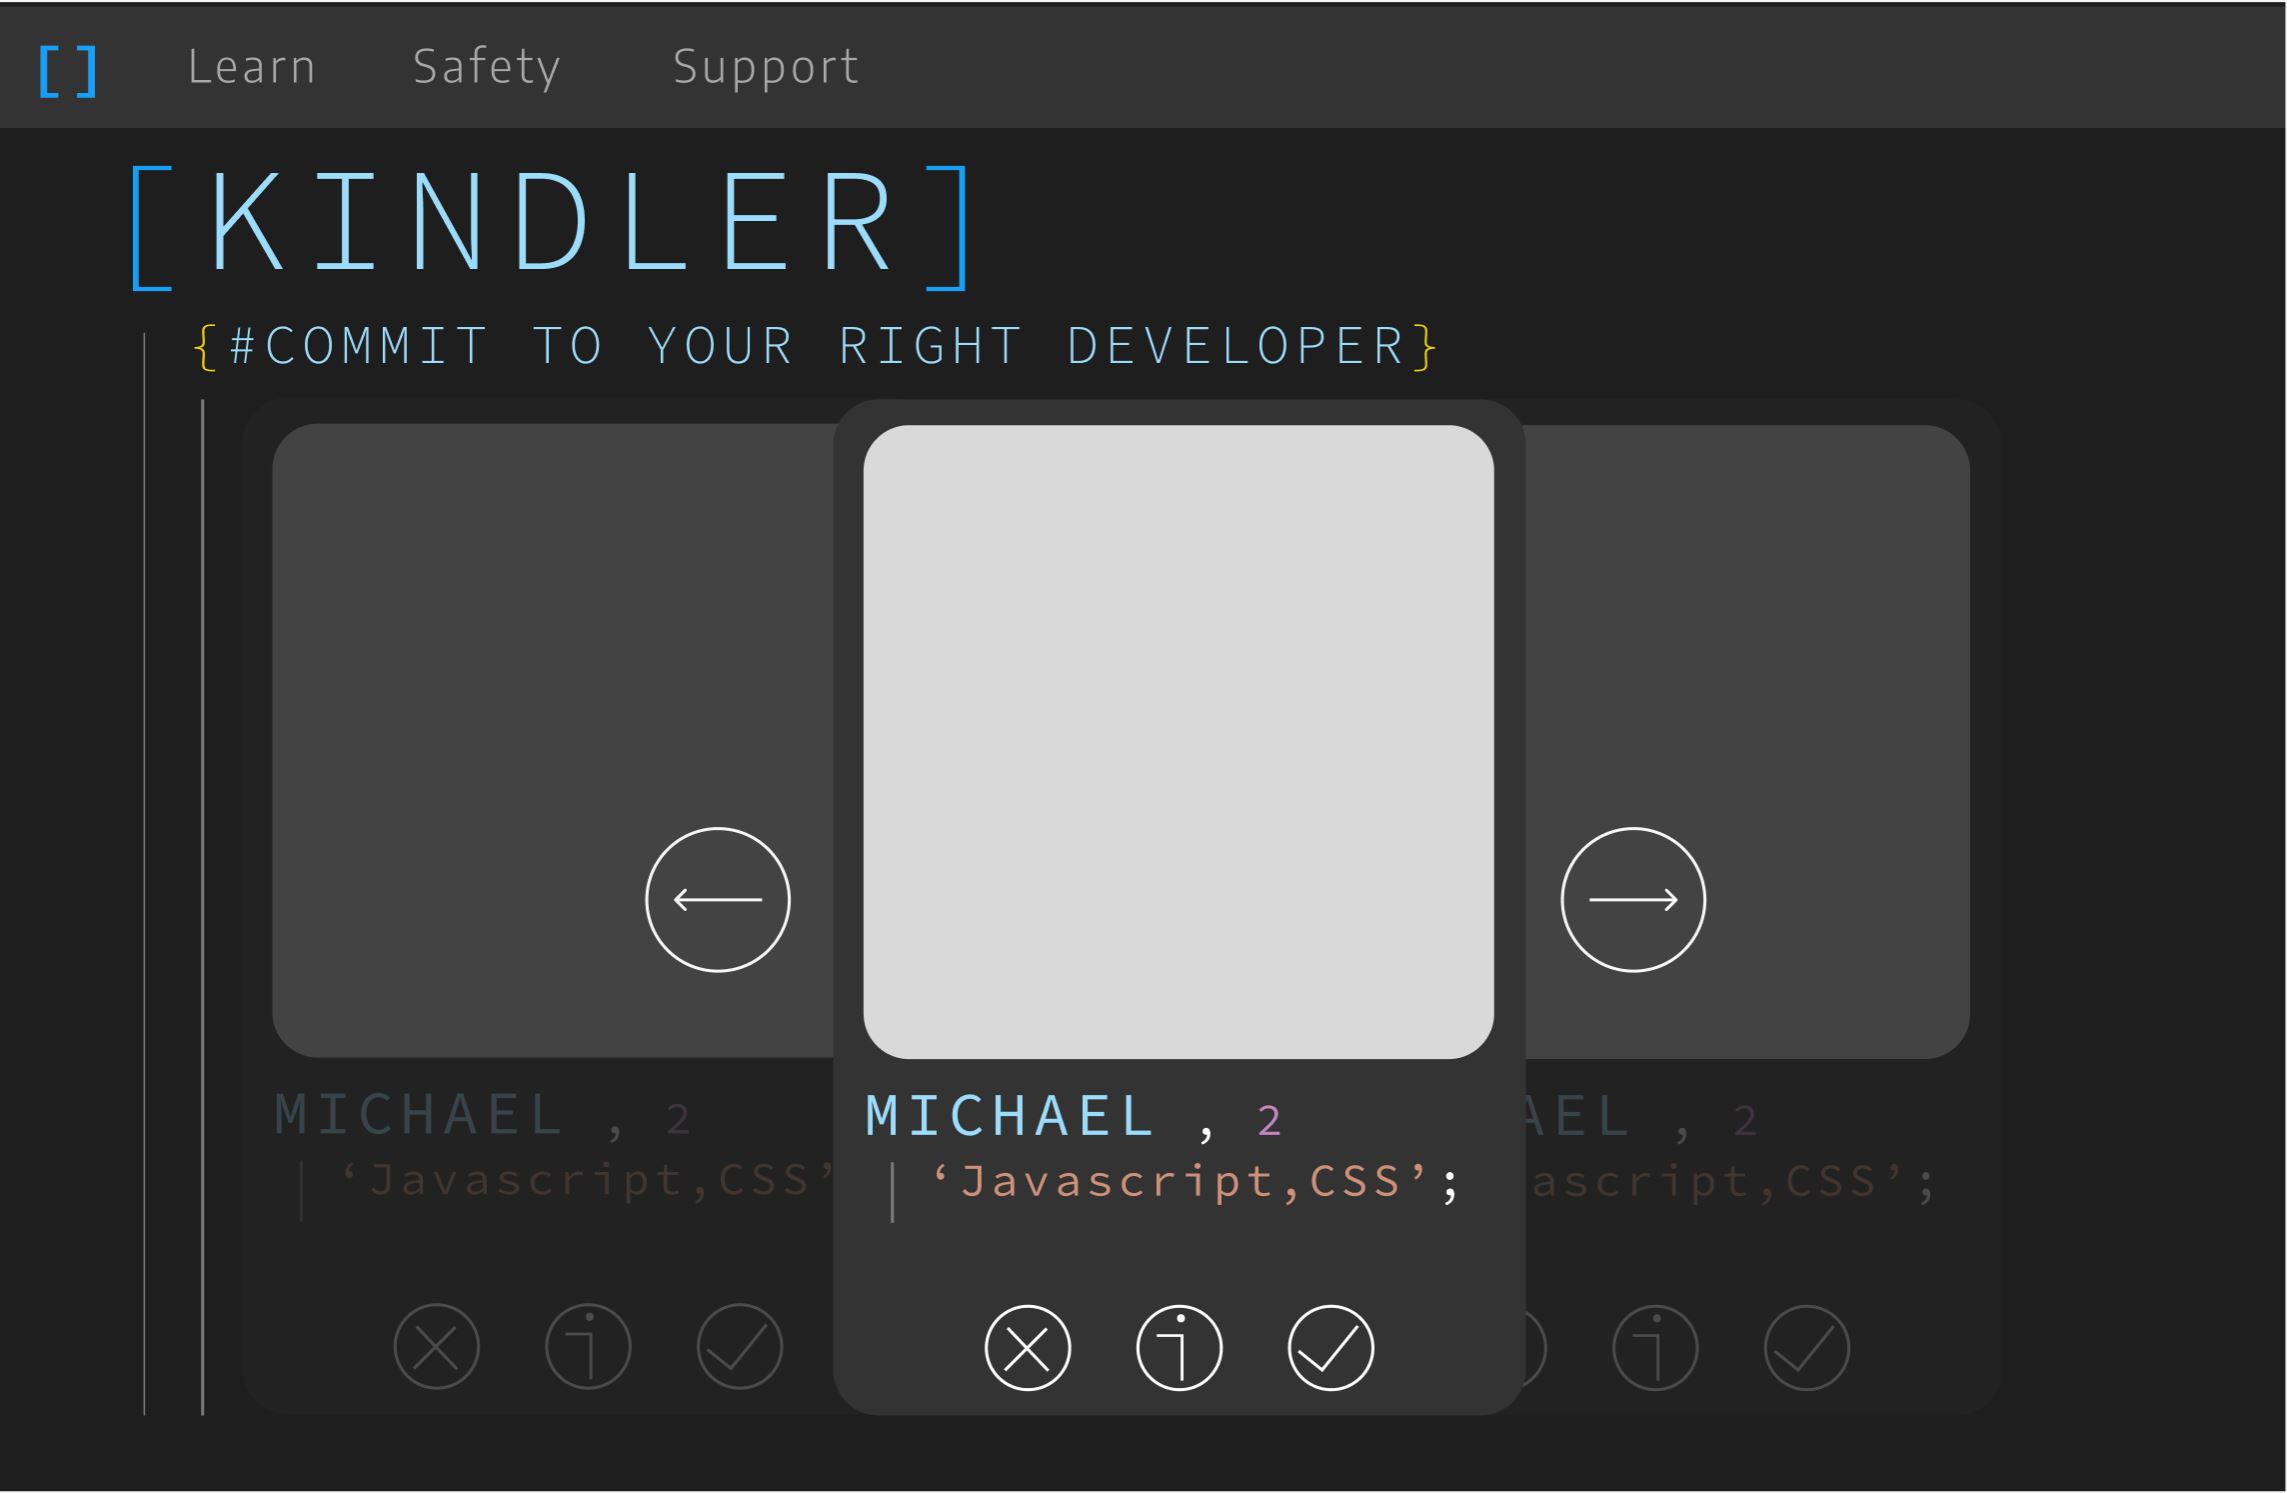 [] Learn Safety Support
[KINDLER]
{#COMMIT TO YOUR RIGHT DEVELOPER}
MICHAEL , 2
‘Javascript,CSS’
MICHAEL , 2
‘Javascript,CSS’;
AEL , 2
ascript,CSS’;